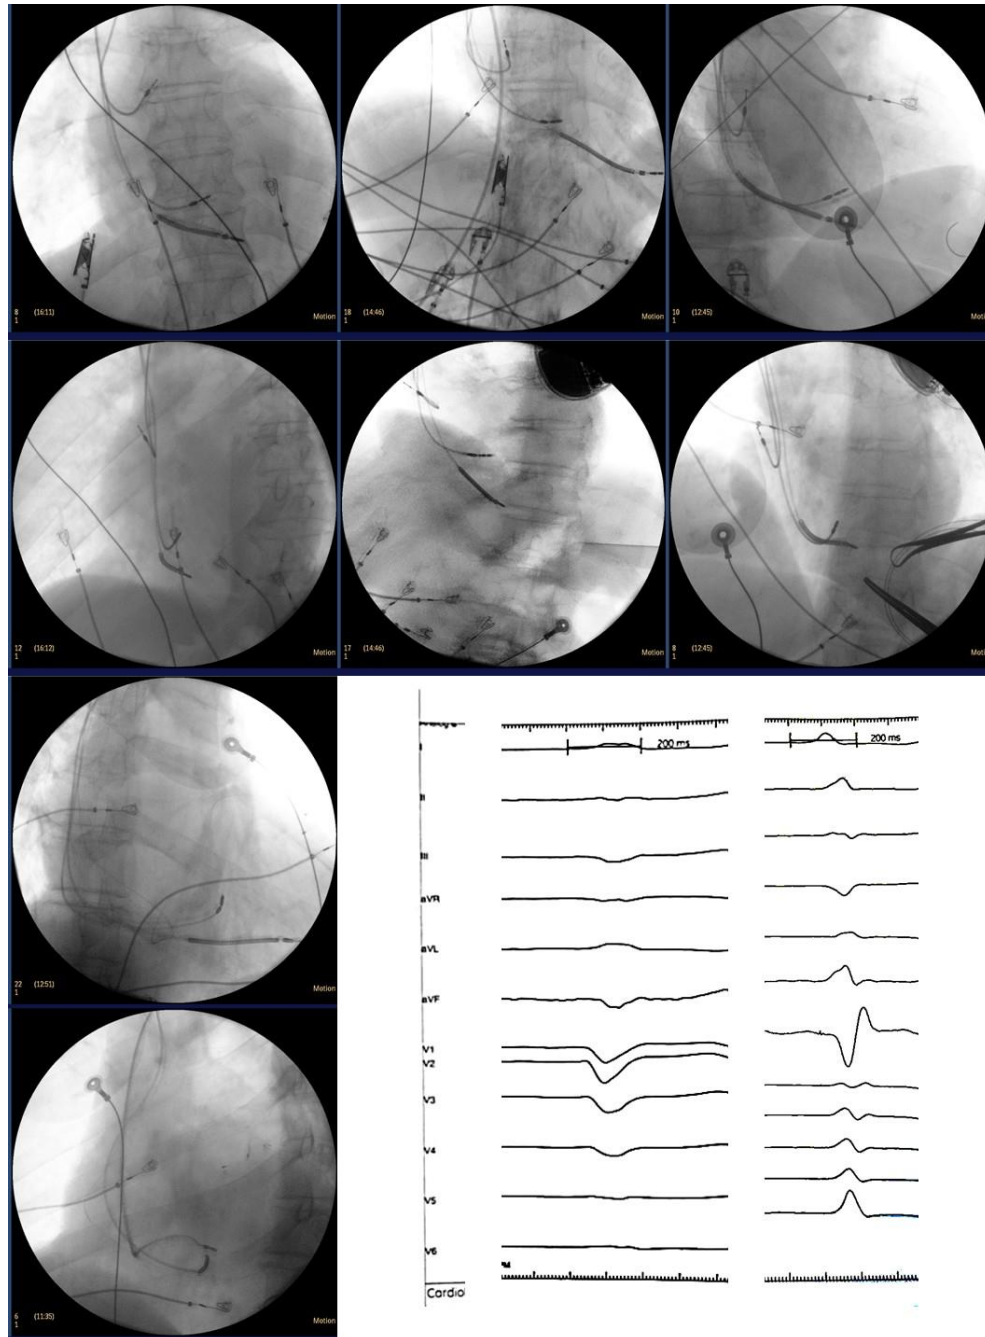 8 (16:11)
1 Motion
18 (14:46)
1 Motion
10 (12:45)
1 Moti
12 (16:12)
1 Motion
17 (14:46)
1 Motion
8 (12:45)
1 Motion
22 (12:51)
1 Motion
6 (11:35)
1 Motion
I
II
III
aVR
aVL
aVF
V1
V2
V3
V4
V5
V6
Cardiol
200 ms
200 ms